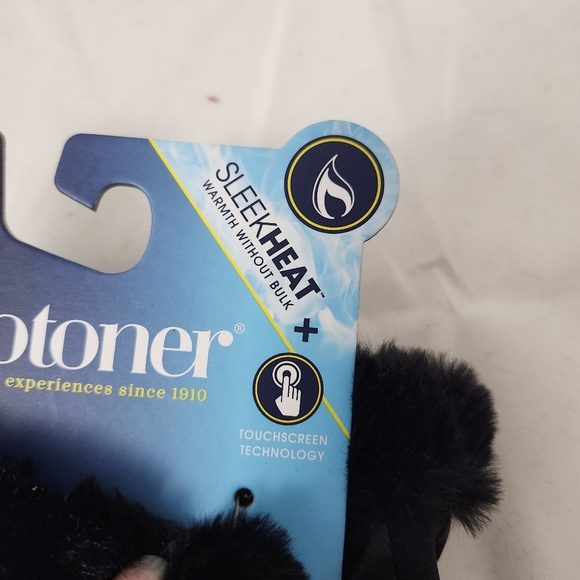 SLEEKHEAT™
WARMTH WITHOUT BULK
+
otoner®
experiences since 1910
TOUCHSCREEN
TECHNOLOGY